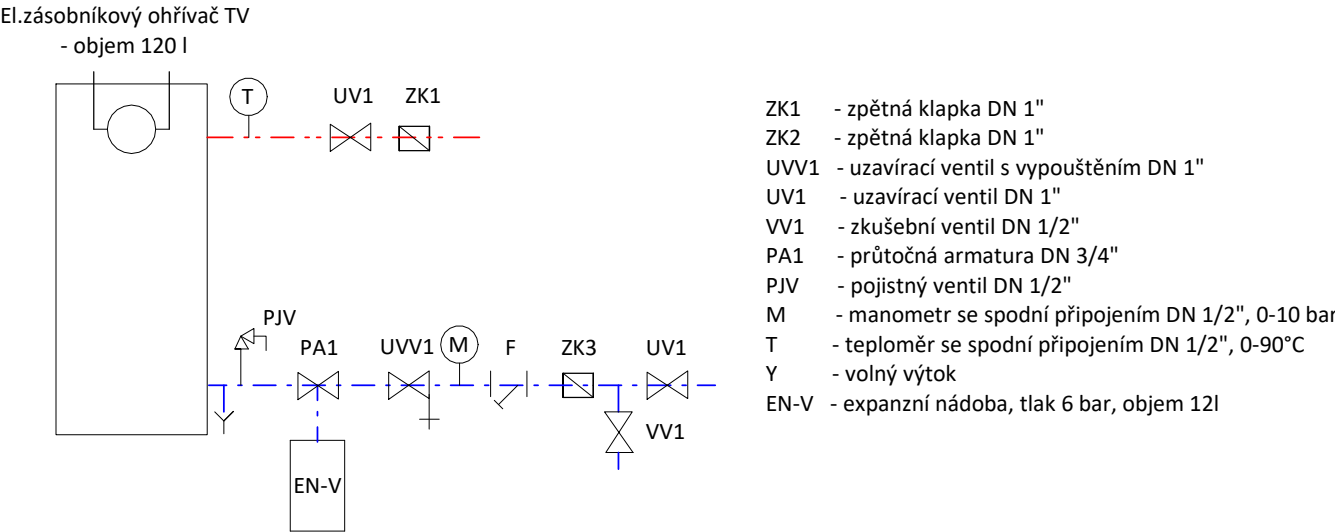 El.zásobníkový ohřívač TV
- objem 120 l
T
UV1
ZK1
PJV
PA1
UVV1
M
F
ZK3
UV1
VV1
EN-V
ZK1 - zpětná klapka DN 1"
ZK2 - zpětná klapka DN 1"
UVV1 - uzavírací ventil s vypouštěním DN 1"
UV1 - uzavírací ventil DN 1"
VV1 - zkušební ventil DN 1/2"
PA1 - průtočná armatura DN 3/4"
PJV - pojistný ventil DN 1/2"
M - manometr se spodní připojením DN 1/2", 0-10 bar
T - teploměr se spodní připojením DN 1/2", 0-90°C
Y - volný výtok
EN-V - expanzní nádoba, tlak 6 bar, objem 12l